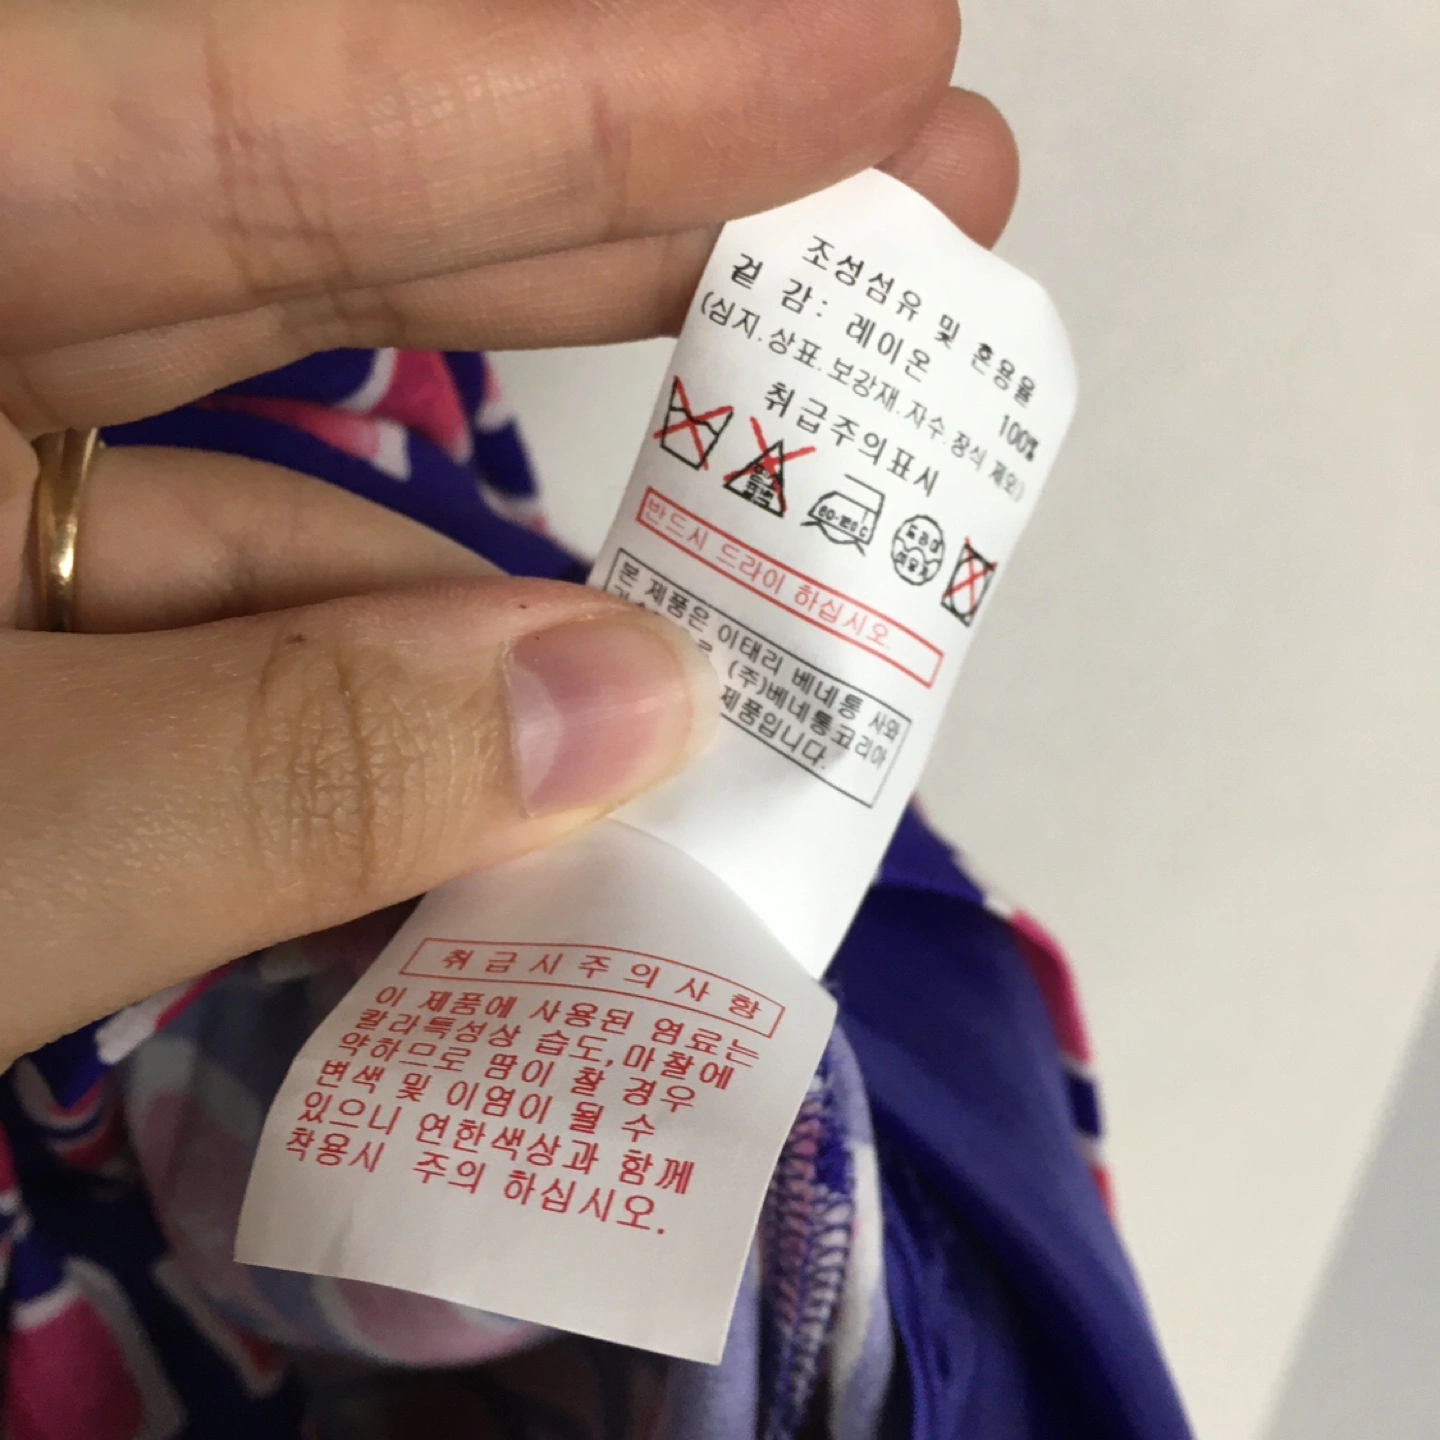 조성섬유 및 혼용율
겉 감: 레이온 100%
(심지.상표.보강재.자수.장식 제외)
취급주의표시
80-120°C
드라이
반드시 드라이 하십시오.
본 제품은 이태리 베네통 사와
(주)베네통코리아
제품입니다.
취급시주의사항
이 제품에 사용된 염료는
칼라특성상 습도,마찰에
약하므로 땀이 찰 경우
변색 및 이염이 될 수
있으니 연한색상과 함께
착용시 주의 하십시오.